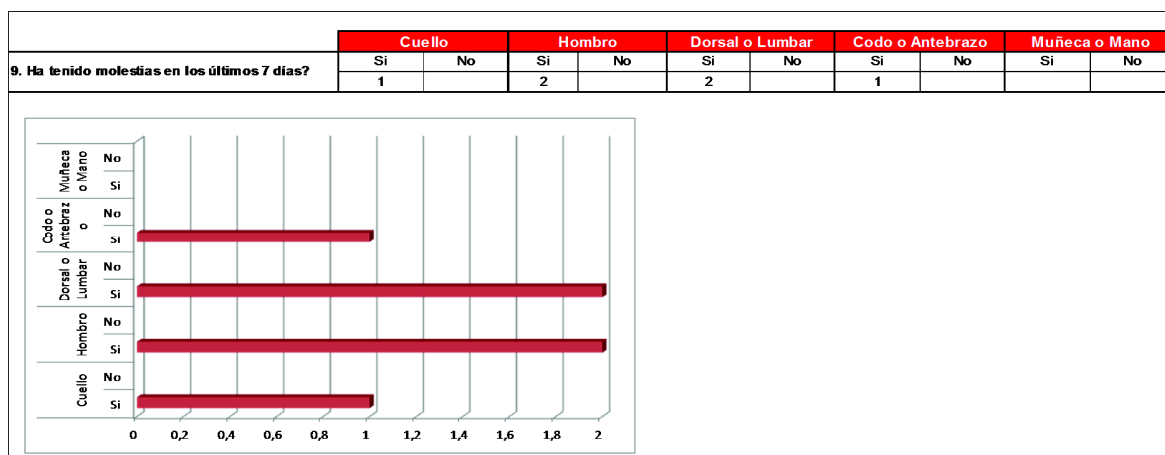 Cuello Hombro Dorsal o Lumbar Codo o Antebrazo Muñeca o Mano
9. Ha tenido molestias en los últimos 7 días?
Si No Si No Si No Si No Si No
1 2 2 1
Muñeca
o Mano
No
Si
Codo o
Artebraz
o
No
Si
Dorsal o
Lumbar
No
Si
Hombro
No
Si
Cuello
No
Si
0 0,2 0,4 0,6 0,8 1 1,2 1,4 1,6 1,8 2